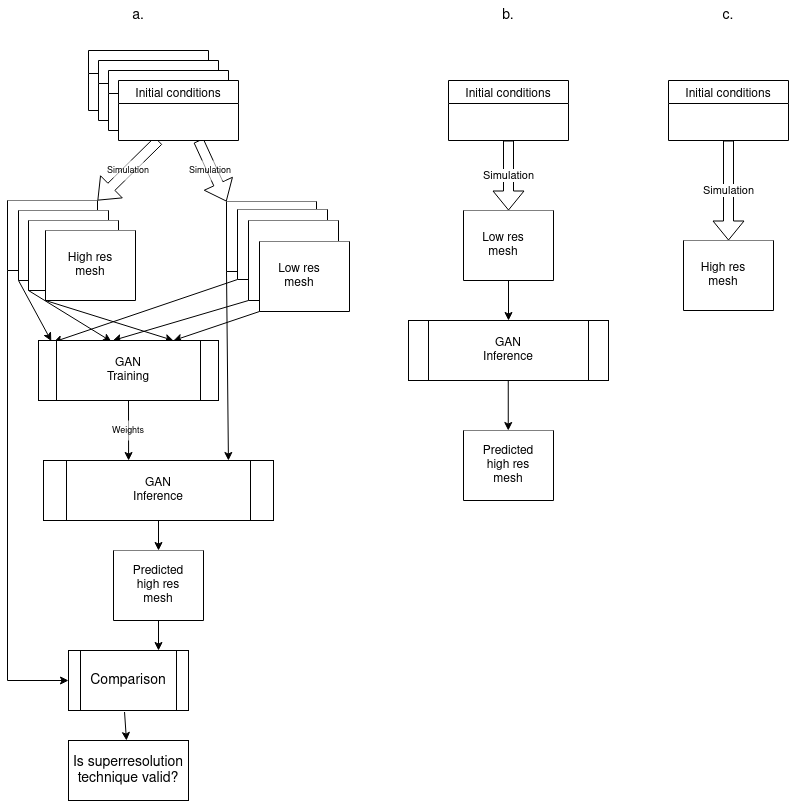 a.
b.
c.
Initial conditions
Initial conditions
Initial conditions
Simulation
Simulation
Simulation
Simulation
High res
mesh
Low res
mesh
Low res
mesh
High res
mesh
GAN
Training
GAN
Inference
Weights
GAN
Inference
Predicted
high res
mesh
Predicted
high res
mesh
Comparison
Is superresolution
technique valid?